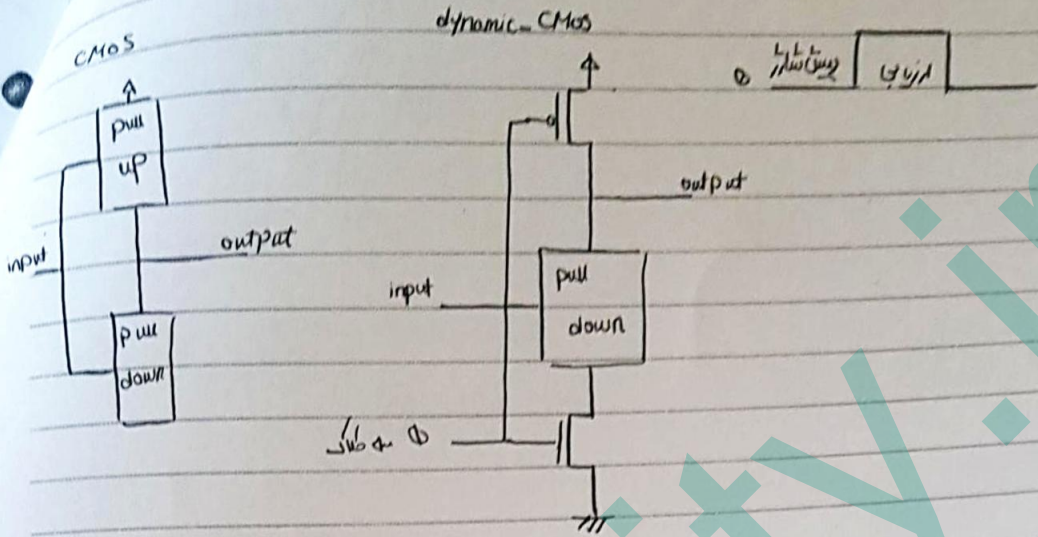 dynamic_CMOS
CMOS
pull
up
output
input
pull
down
output
input
pull
down
Φ
پیش شارژ
ارزیابی
Φ